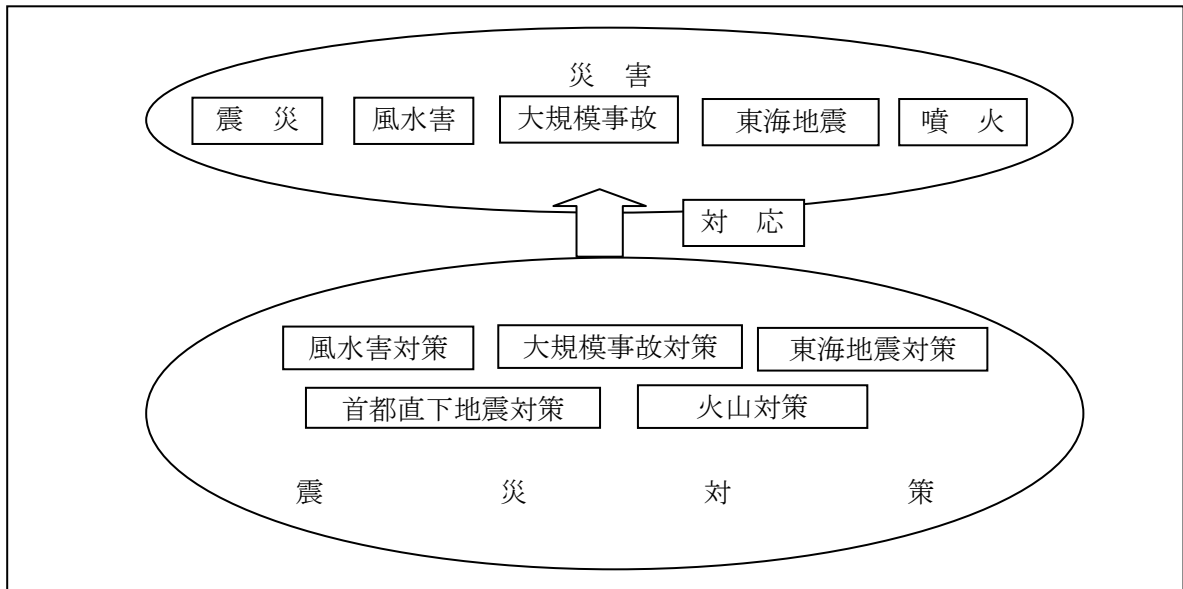 災　害
震　災　風水害　大規模事故　東海地震　噴　火
対　応
風水害対策　大規模事故対策　東海地震対策
首都直下地震対策　火山対策
震　災　対　策